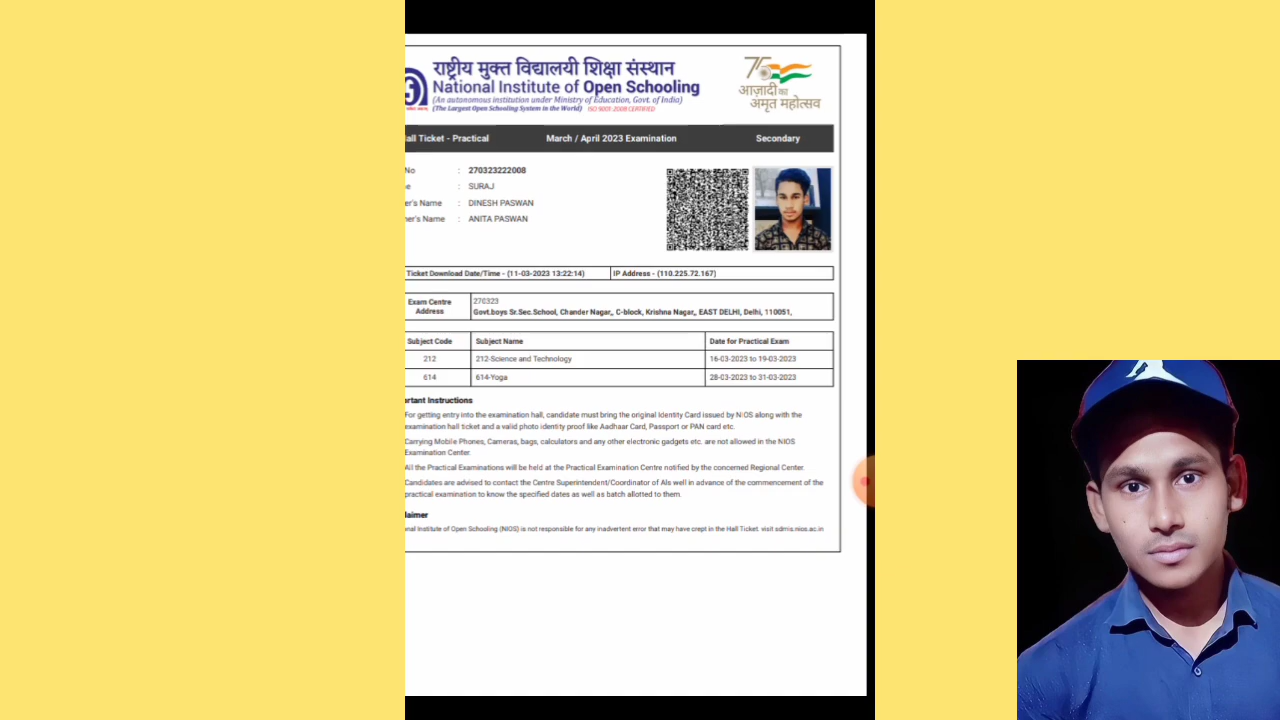 राष्ट्रीय मुक्त विद्यालयी शिक्षा संस्थान
National Institute of Open Schooling
(An autonomous institution under Ministry of Education, Govt. of India)
(The Largest Open Schooling System in the World) ISO 9001:2008 CERTIFIED
75
आज़ादी का
अमृत महोत्सव
all Ticket - Practical March / April 2023 Examination Secondary
No : 270323222008
e : SURAJ
er's Name : DINESH PASWAN
her's Name : ANITA PASWAN
Ticket Download Date/Time - (11-03-2023 13:22:14) IP Address - (110.225.72.167)
Exam Centre Address 270323
Govt.boys Sr.Sec.School, Chander Nagar,, C-block, Krishna Nagar,, EAST DELHI, Delhi, 110051,
Subject Code Subject Name Date for Practical Exam
212 212-Science and Technology 16-03-2023 to 19-03-2023
614 614-Yoga 28-03-2023 to 31-03-2023
rtant Instructions
For getting entry into the examination hall, candidate must bring the original Identity Card issued by NIOS along with the
examination hall ticket and a valid photo identity proof like Aadhaar Card, Passport or PAN card etc.
Carrying Mobile Phones, Cameras, bags, calculators and any other electronic gadgets etc. are not allowed in the NIOS
Examination Center.
All the Practical Examinations will be held at the Practical Examination Centre notified by the concerned Regional Center.
Candidates are advised to contact the Centre Superintendent/Coordinator of AIs well in advance of the commencement of the
practical examination to know the specified dates as well as batch allotted to them.
laimer
nal Institute of Open Schooling (NIOS) is not responsible for any inadvertent error that may have crept in the Hall Ticket. visit sdmis.nios.ac.in